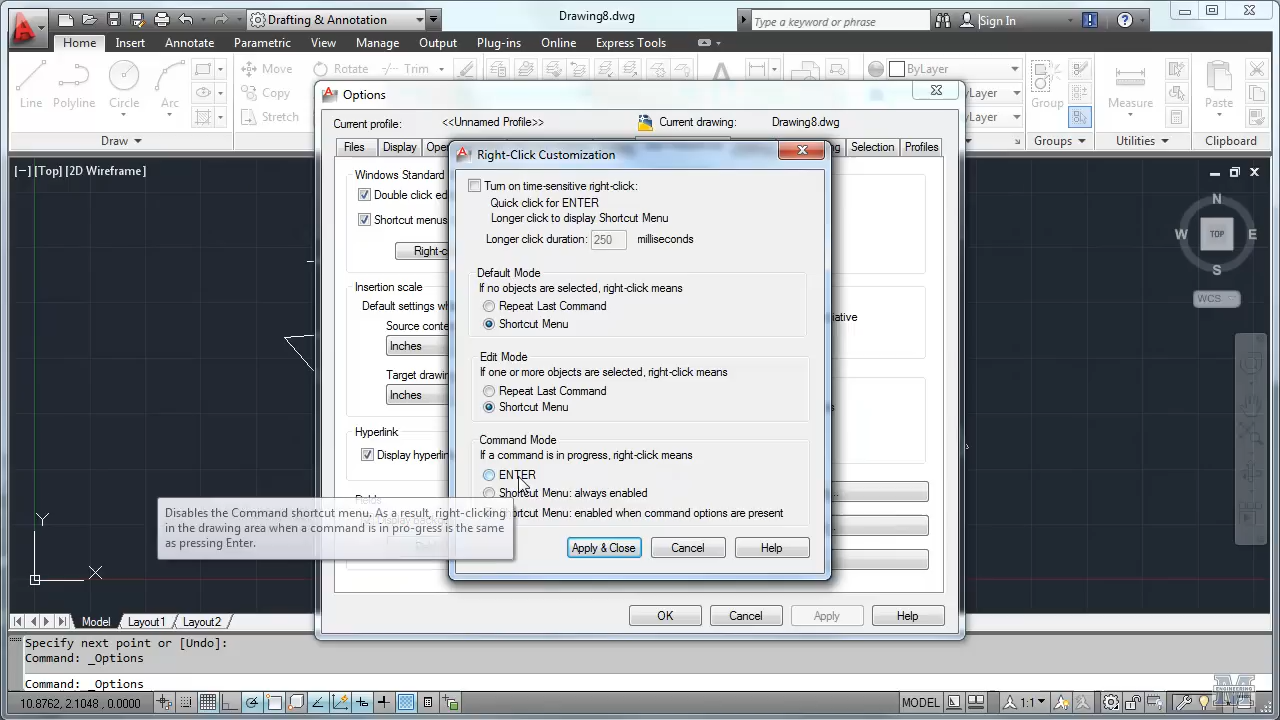 Drafting & Annotation
Drawing8.dwg
Type a keyword or phrase
Sign In
Home Insert Annotate Parametric View Manage Output Plug-ins Online Express Tools
Line
Polyline
Circle
Arc
Move
Copy
Stretch
Rotate
Trim
Draw
ByLayer
ByLayer
ByLayer
Group
Measure
Utilities
Paste
Clipboard
[−] [Top] [2D Wireframe]
Options
Current profile: <<Unnamed Profile>> Current drawing: Drawing8.dwg
Files Display Selection Profiles
Windows Standard
Double click
Shortcut menus
Insertion scale
Default settings
Inches
Target
Inches
Hyperlink
Display
Right-Click Customization
Turn on time-sensitive right-click:
Quick click for ENTER
Longer click to display Shortcut Menu
Longer click duration: 250 milliseconds
Default Mode
If no objects are selected, right-click means
Repeat Last Command
Shortcut Menu
Edit Mode
If one or more objects are selected, right-click means
Repeat Last Command
Shortcut Menu
Command Mode
If a command is in progress, right-click means
ENTER
Shortcut Menu: always enabled
Menu: enabled when command options are present
Apply & Close Cancel Help
Disables the Command shortcut menu. As a result, right-clicking
in the drawing area when a command is in pro-gress is the same
as pressing Enter.
OK Cancel Apply Help
N
W TOP E
S
WCS
Y
X
Model Layout1 Layout2
Specify next point or [Undo]:
Command: _Options
Command: _Options
10.8762, 2.1048, 0.0000
MODEL
1:1